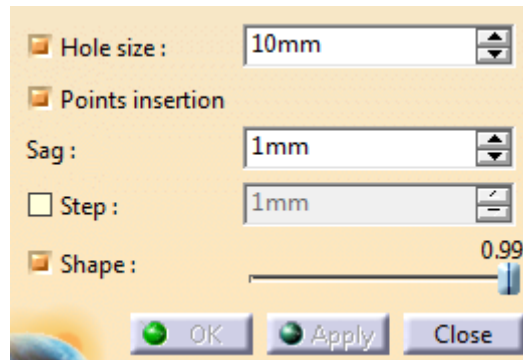 Hole size : 10mm
Points insertion
Sag : 1mm
Step : 1mm
0.99
Shape :
OK Apply Close